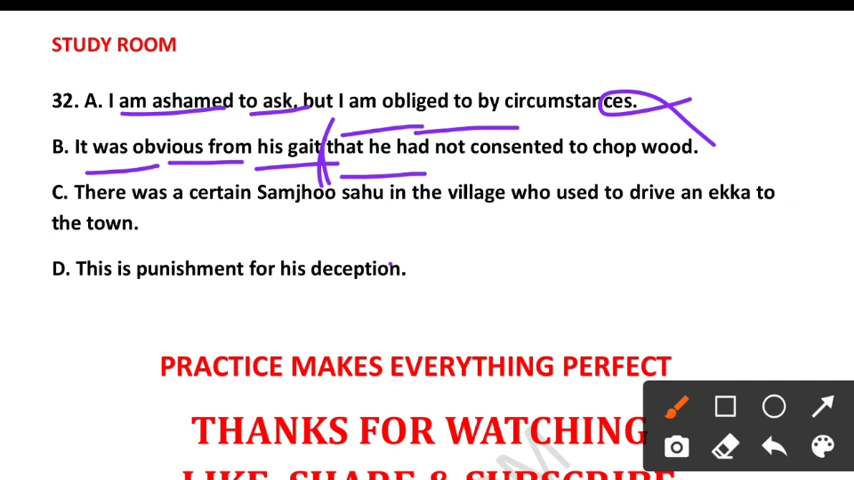 STUDY ROOM
32. A. I am ashamed to ask, but I am obliged to by circumstances.
B. It was obvious from his gait that he had not consented to chop wood.
C. There was a certain Samjhoo sahu in the village who used to drive an ekka to
the town.
D. This is punishment for his deception.
PRACTICE MAKES EVERYTHING PERFECT
THANKS FOR WATCHING
LIKE, SHARE & SUBSCRIBE